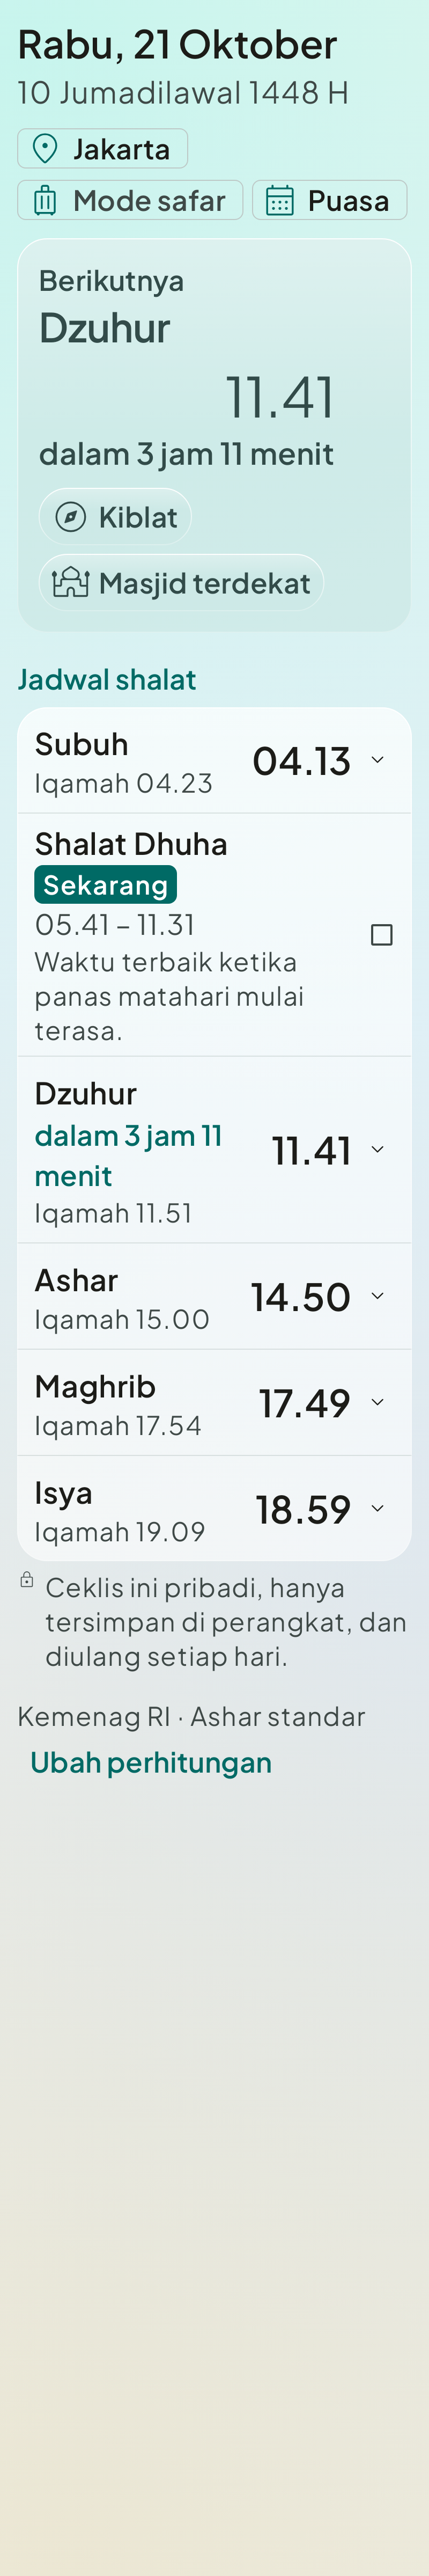 Rabu, 21 Oktober
10 Jumadilawal 1448 H
Jakarta
Mode safar
Puasa
Berikutnya
Dzuhur
11.41
dalam 3 jam 11 menit
Kiblat
Masjid terdekat
Jadwal shalat
Subuh
Iqamah 04.23
04.13
Shalat Dhuha
Sekarang
05.41 – 11.31
Waktu terbaik ketika
panas matahari mulai
terasa.
Dzuhur
dalam 3 jam 11
menit
Iqamah 11.51
11.41
Ashar
Iqamah 15.00
14.50
Maghrib
Iqamah 17.54
17.49
Isya
Iqamah 19.09
18.59
Ceklis ini pribadi, hanya
tersimpan di perangkat, dan
diulang setiap hari.
Kemenag RI · Ashar standar
Ubah perhitungan